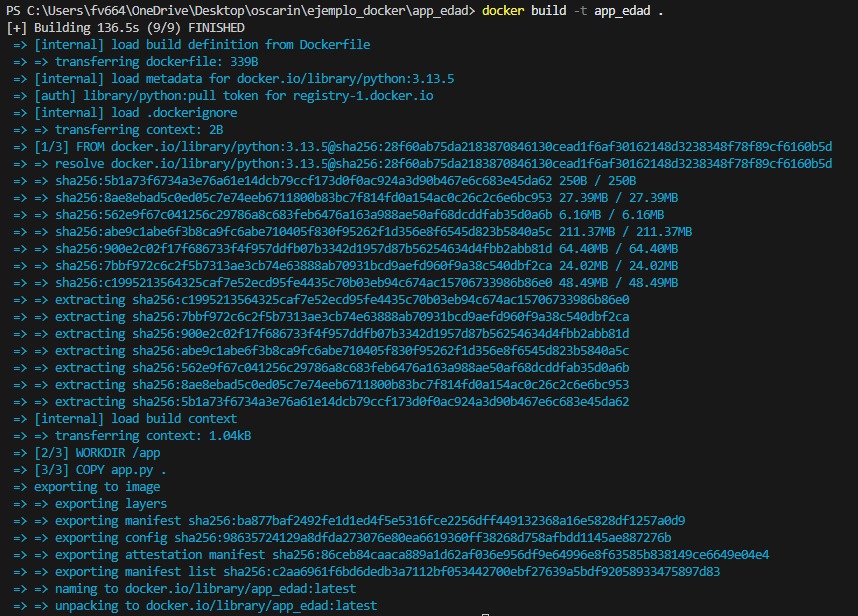 PS C:\Users\fv664\OneDrive\Desktop\oscarin\ejemplo_docker\app_edad> docker build -t app_edad .
[+] Building 136.5s (9/9) FINISHED
=> [internal] load build definition from Dockerfile
=> => transferring dockerfile: 339B
=> [internal] load metadata for docker.io/library/python:3.13.5
=> [auth] library/python:pull token for registry-1.docker.io
=> [internal] load .dockerignore
=> => transferring context: 2B
=> [1/3] FROM docker.io/library/python:3.13.5@sha256:28f60ab75da2183870846130cead1f6af30162148d3238348f78f89cf6160b5d
=> => resolve docker.io/library/python:3.13.5@sha256:28f60ab75da2183870846130cead1f6af30162148d3238348f78f89cf6160b5d
=> => sha256:5b1a73f6734a3e76a61e14dcb79ccf173d0f0ac924a3d90b467e6c683e45da62 250B / 250B
=> => sha256:8ae8ebad5c0ed05c7e74eeb6711800b83bc7f814fd0a154ac0c26c2c6e6bc953 27.39MB / 27.39MB
=> => sha256:562e9f67c041256c29786a8c683feb6476a163a988ae50af68dcddfab35d0a6b 6.16MB / 6.16MB
=> => sha256:abe9c1abe6f3b8ca9fc6abe710405f830f95262f1d356e8f6545d823b5840a5c 211.37MB / 211.37MB
=> => sha256:900e2c02f17f686733f4f957ddfb07b3342d1957d87b56254634d4fbb2abb81d 64.40MB / 64.40MB
=> => sha256:7bbf972c6c2f5b7313ae3cb74e63888ab70931bcd9aefd960f9a38c540dbf2ca 24.02MB / 24.02MB
=> => sha256:c1995213564325caf7e52ecd95fe4435c70b03eb94c674ac15706733986b86e0 48.49MB / 48.49MB
=> => extracting sha256:c1995213564325caf7e52ecd95fe4435c70b03eb94c674ac15706733986b86e0
=> => extracting sha256:7bbf972c6c2f5b7313ae3cb74e63888ab70931bcd9aefd960f9a38c540dbf2ca
=> => extracting sha256:900e2c02f17f686733f4f957ddfb07b3342d1957d87b56254634d4fbb2abb81d
=> => extracting sha256:abe9c1abe6f3b8ca9fc6abe710405f830f95262f1d356e8f6545d823b5840a5c
=> => extracting sha256:562e9f67c041256c29786a8c683feb6476a163a988ae50af68dcddfab35d0a6b
=> => extracting sha256:8ae8ebad5c0ed05c7e74eeb6711800b83bc7f814fd0a154ac0c26c2c6e6bc953
=> => extracting sha256:5b1a73f6734a3e76a61e14dcb79ccf173d0f0ac924a3d90b467e6c683e45da62
=> [internal] load build context
=> => transferring context: 1.04kB
=> [2/3] WORKDIR /app
=> [3/3] COPY app.py .
=> exporting to image
=> => exporting layers
=> => exporting manifest sha256:ba877baf2492fe1d1ed4f5e5316fce2256dff449132368a16e5828df1257a0d9
=> => exporting config sha256:98635724129a8dfda273076e80ea6619360ff38268d758afbdd1145ae887276b
=> => exporting attestation manifest sha256:86ceb84caaca889a1d62af036e956df9e64996e8f63585b838149ce6649e04e4
=> => exporting manifest list sha256:c2aa6961f6bd6dedb3a7112bf053442700ebf27639a5bdf92058933475897d83
=> => naming to docker.io/library/app_edad:latest
=> => unpacking to docker.io/library/app_edad:latest